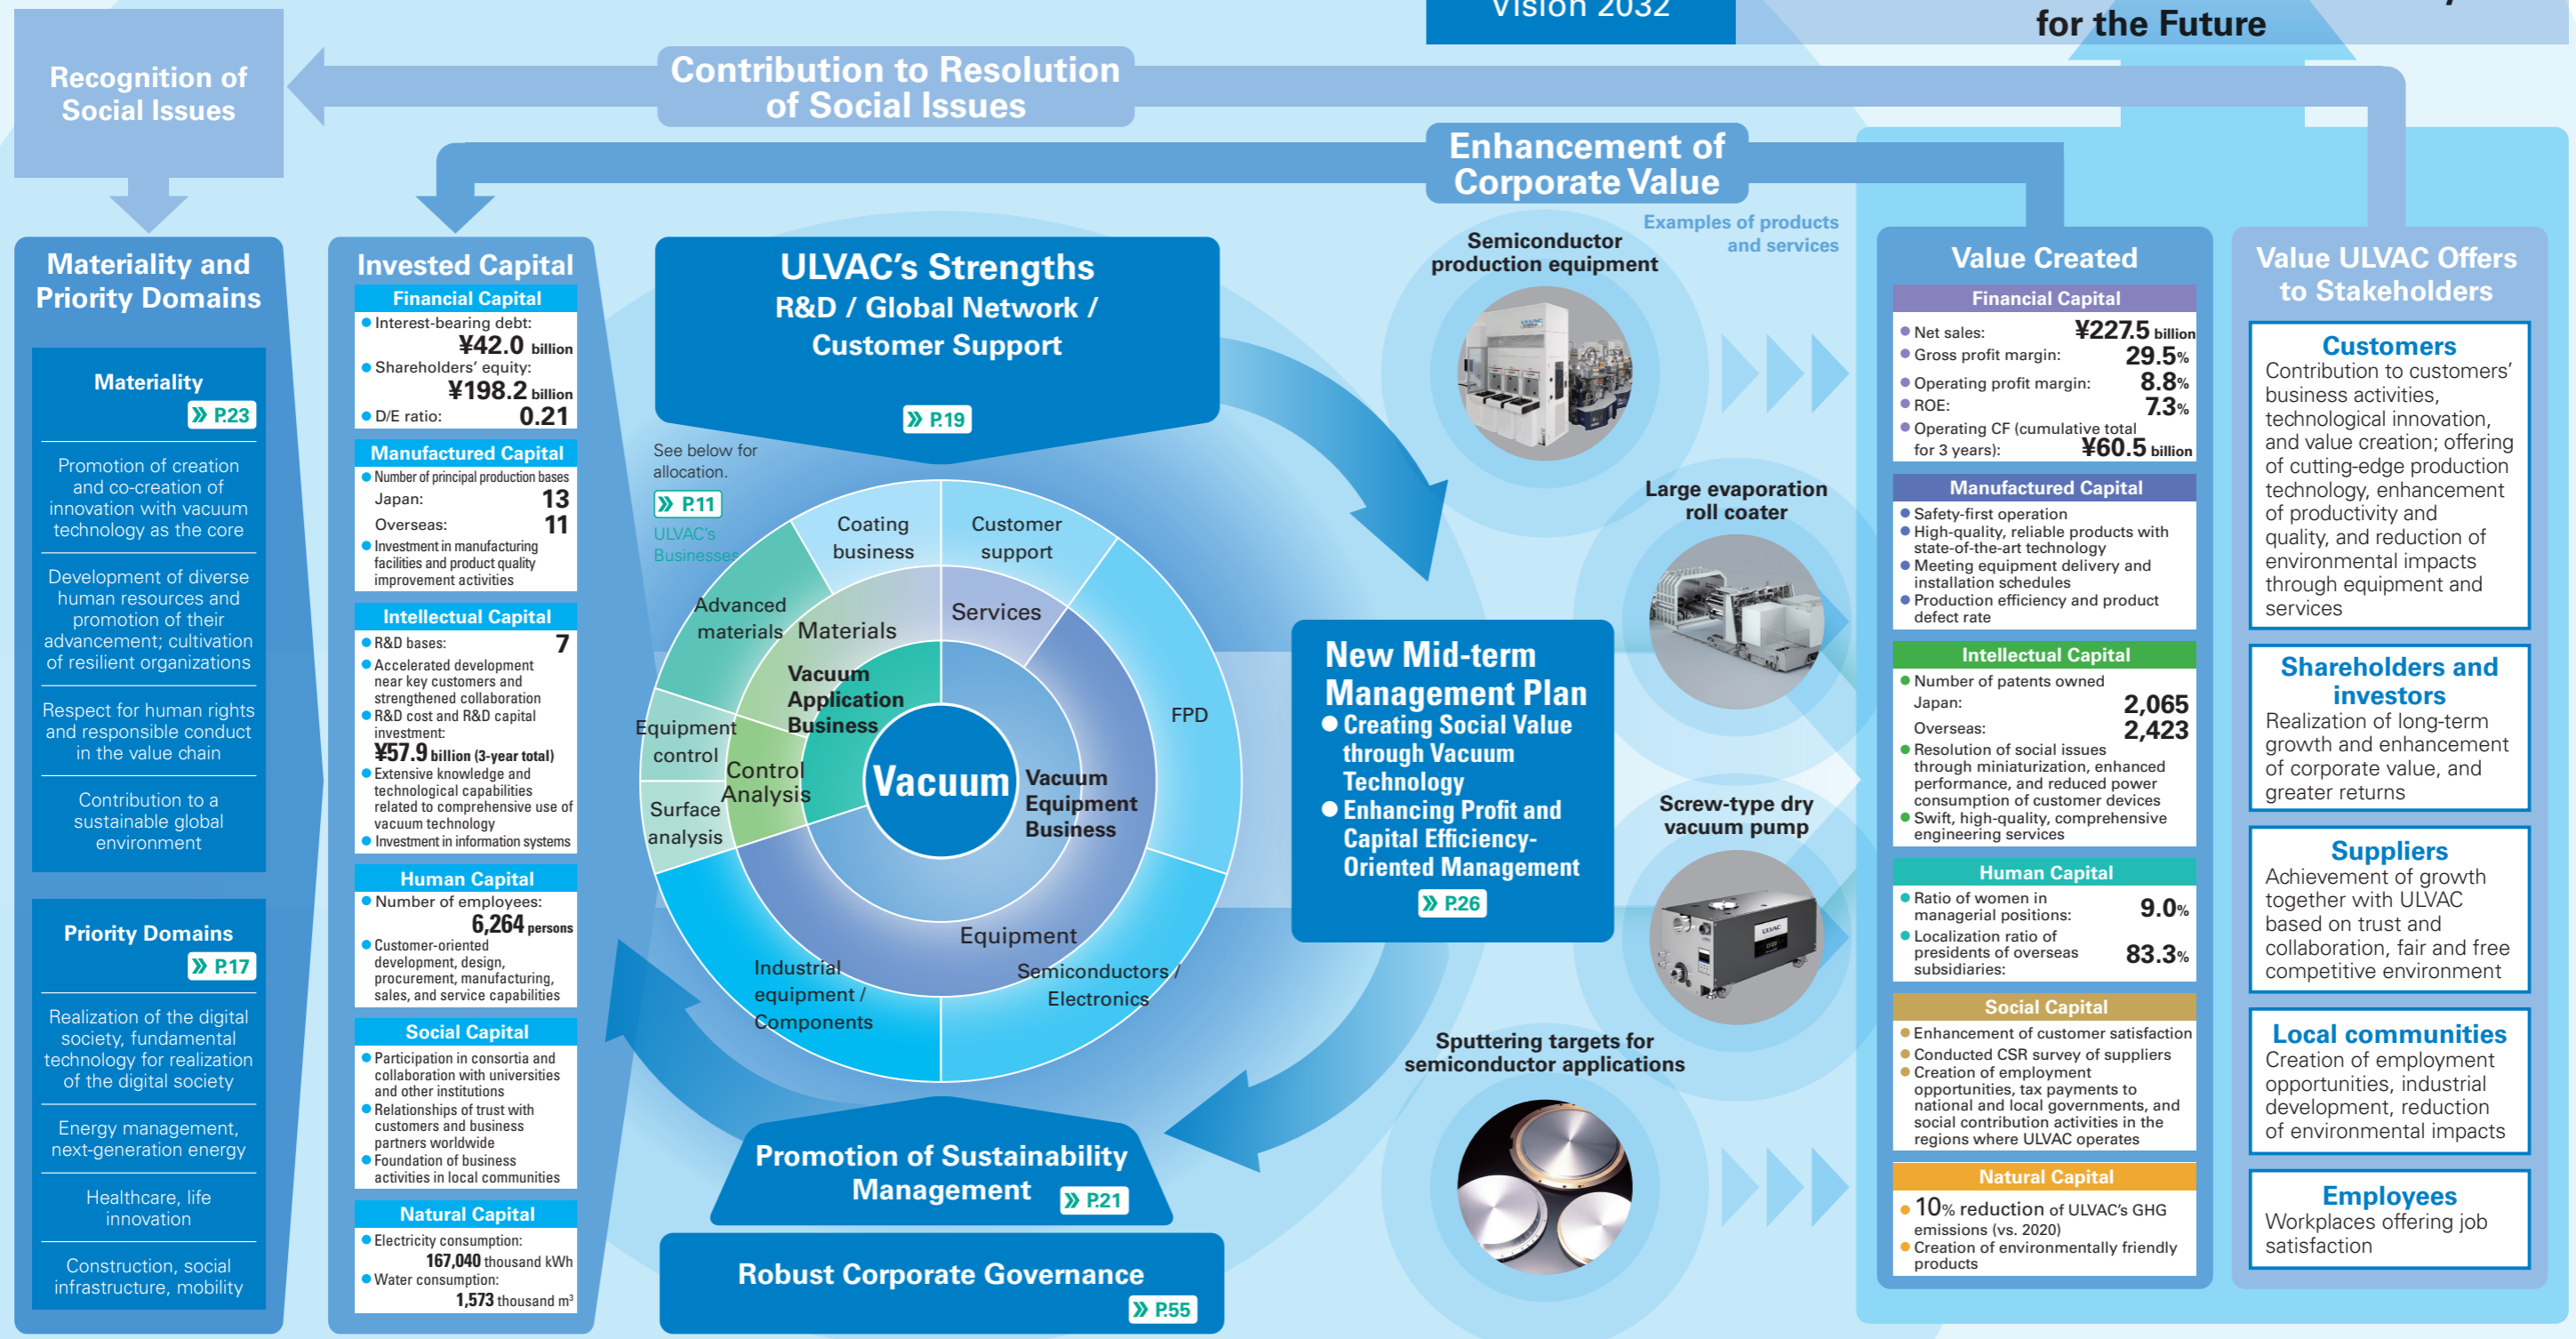 Vision 2032
for the Future
Recognition of
Social Issues
Contribution to Resolution
of Social Issues
Enhancement of
Corporate Value
Materiality and
Priority Domains
Materiality
P.23
Promotion of creation
and co-creation of
innovation with vacuum
technology as the core
Development of diverse
human resources and
promotion of their
advancement; cultivation
of resilient organizations
Respect for human rights
and responsible conduct
in the value chain
Contribution to a
sustainable global
environment
Priority Domains
P.17
Realization of the digital
society, fundamental
technology for realization
of the digital society
Energy management,
next-generation energy
Healthcare, life
innovation
Construction, social
infrastructure, mobility
Invested Capital
Financial Capital
● Interest-bearing debt:
¥42.0 billion
● Shareholders’ equity:
¥198.2 billion
● D/E ratio: 0.21
Manufactured Capital
● Number of principal production bases
Japan: 13
Overseas: 11
● Investment in manufacturing
facilities and product quality
improvement activities
Intellectual Capital
● R&D bases: 7
● Accelerated development
near key customers and
strengthened collaboration
● R&D cost and R&D capital
investment:
¥57.9 billion (3-year total)
● Extensive knowledge and
technological capabilities
related to comprehensive use of
vacuum technology
● Investment in information systems
Human Capital
● Number of employees:
6,264 persons
● Customer-oriented
development, design,
procurement, manufacturing,
sales, and service capabilities
Social Capital
● Participation in consortia and
collaboration with universities
and other institutions
● Relationships of trust with
customers and business
partners worldwide
● Foundation of business
activities in local communities
Natural Capital
● Electricity consumption:
167,040 thousand kWh
● Water consumption:
1,573 thousand m³
ULVAC’s Strengths
R&D / Global Network /
Customer Support
P.19
See below for
allocation.
P.11
ULVAC’s
Businesses
Coating
business
Customer
support
Advanced
materials
Materials
Services
Vacuum
Application
Business
FPD
Equipment
control
Control
Analysis
Surface
analysis
Vacuum
Vacuum
Equipment
Business
Equipment
Industrial
equipment /
Components
Semiconductors /
Electronics
Promotion of Sustainability
Management
P.21
Robust Corporate Governance
P.55
New Mid-term
Management Plan
● Creating Social Value
through Vacuum
Technology
● Enhancing Profit and
Capital Efficiency-
Oriented Management
P.26
Examples of products
and services
Semiconductor
production equipment
ULVAC
Large evaporation
roll coater
Screw-type dry
vacuum pump
ULVAC
Sputtering targets for
semiconductor applications
Value Created
Financial Capital
● Net sales: ¥227.5 billion
● Gross profit margin: 29.5%
● Operating profit margin: 8.8%
● ROE: 7.3%
● Operating CF (cumulative total
for 3 years): ¥60.5 billion
Manufactured Capital
● Safety-first operation
● High-quality, reliable products with
state-of-the-art technology
● Meeting equipment delivery and
installation schedules
● Production efficiency and product
defect rate
Intellectual Capital
● Number of patents owned
Japan: 2,065
Overseas: 2,423
● Resolution of social issues
through miniaturization, enhanced
performance, and reduced power
consumption of customer devices
● Swift, high-quality, comprehensive
engineering services
Human Capital
● Ratio of women in
managerial positions: 9.0%
● Localization ratio of
presidents of overseas
subsidiaries: 83.3%
Social Capital
● Enhancement of customer satisfaction
● Conducted CSR survey of suppliers
● Creation of employment
opportunities, tax payments to
national and local governments, and
social contribution activities in the
regions where ULVAC operates
Natural Capital
● 10% reduction of ULVAC’s GHG
emissions (vs. 2020)
● Creation of environmentally friendly
products
Value ULVAC Offers
to Stakeholders
Customers
Contribution to customers’
business activities,
technological innovation,
and value creation; offering
of cutting-edge production
technology, enhancement
of productivity and
quality, and reduction of
environmental impacts
through equipment and
services
Shareholders and
investors
Realization of long-term
growth and enhancement
of corporate value, and
greater returns
Suppliers
Achievement of growth
together with ULVAC
based on trust and
collaboration, fair and free
competitive environment
Local communities
Creation of employment
opportunities, industrial
development, reduction
of environmental impacts
Employees
Workplaces offering job
satisfaction